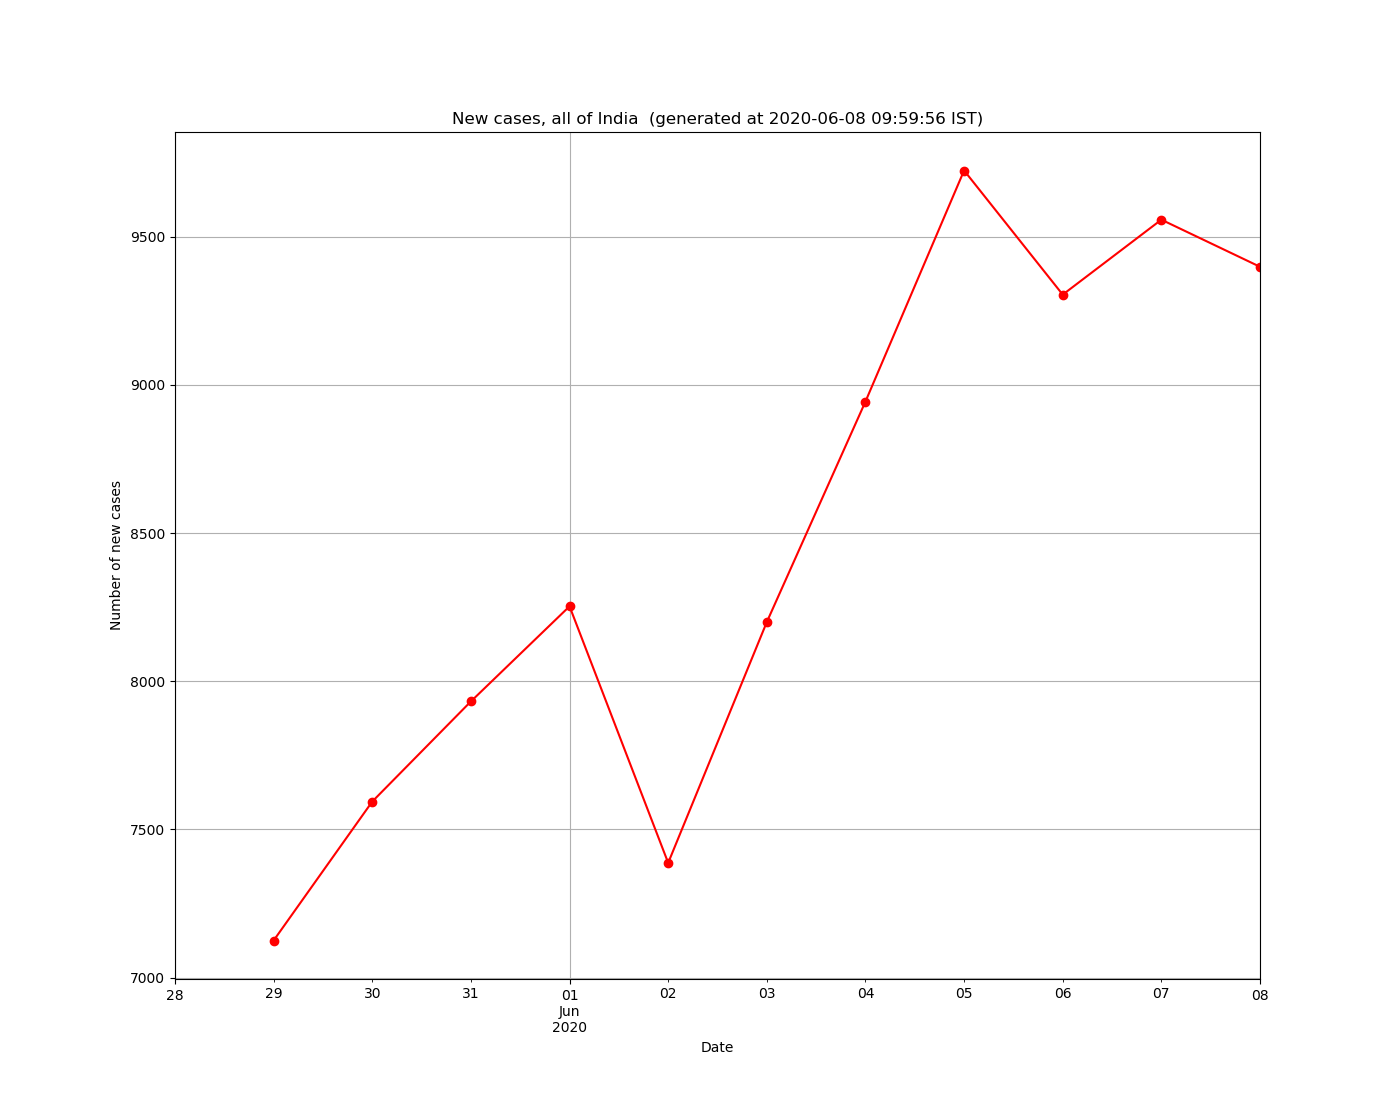 New cases, all of India  (generated at 2020-06-08 09:59:56 IST)
9500
9000
8500
8000
7500
7000
Number of new cases
28 29 30 31 01 02 03 04 05 06 07 08
Jun
2020
Date